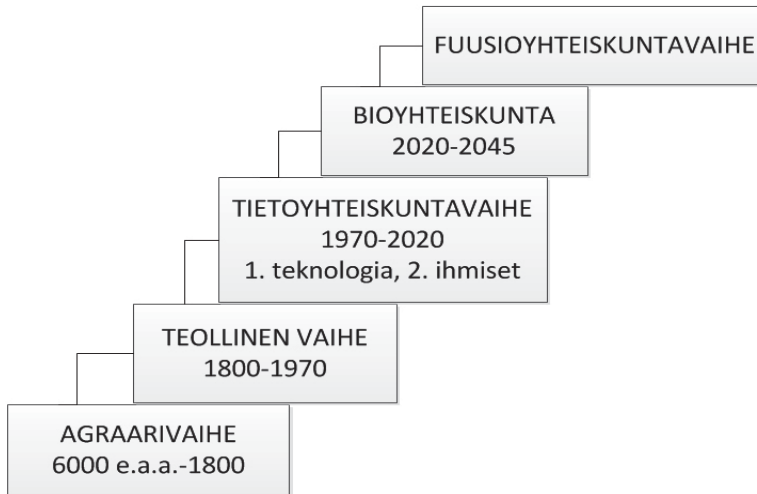 FUUSIOYHTEISKUNTAVAIHE
BIOYHTEISKUNTA
2020-2045
TIETOYHTEISKUNTAVAIHE
1970-2020
1. teknologia, 2. ihmiset
TEOLLINEN VAIHE
1800-1970
AGRAARIVAIHE
6000 e.a.a.-1800